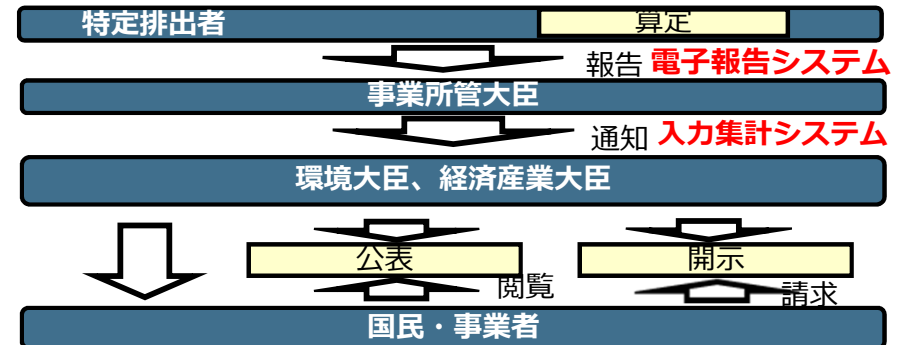 特定排出者
算定
報告 電子報告システム
事業所管大臣
通知 入力集計システム
環境大臣、経済産業大臣
公表
開示
閲覧
請求
国民・事業者